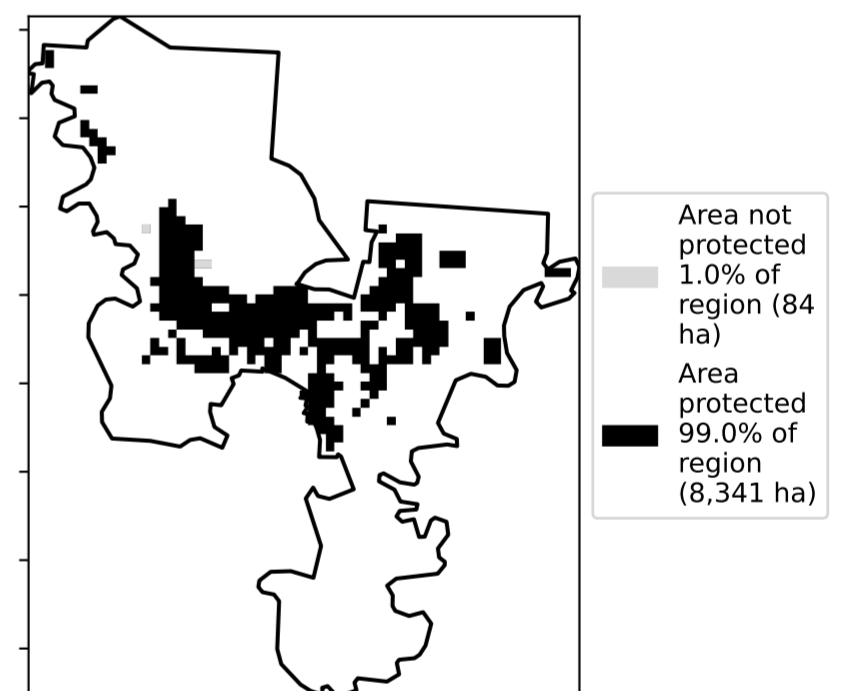 Area not
protected
1.0% of
region (84
ha)
Area
protected
99.0% of
region
(8,341 ha)